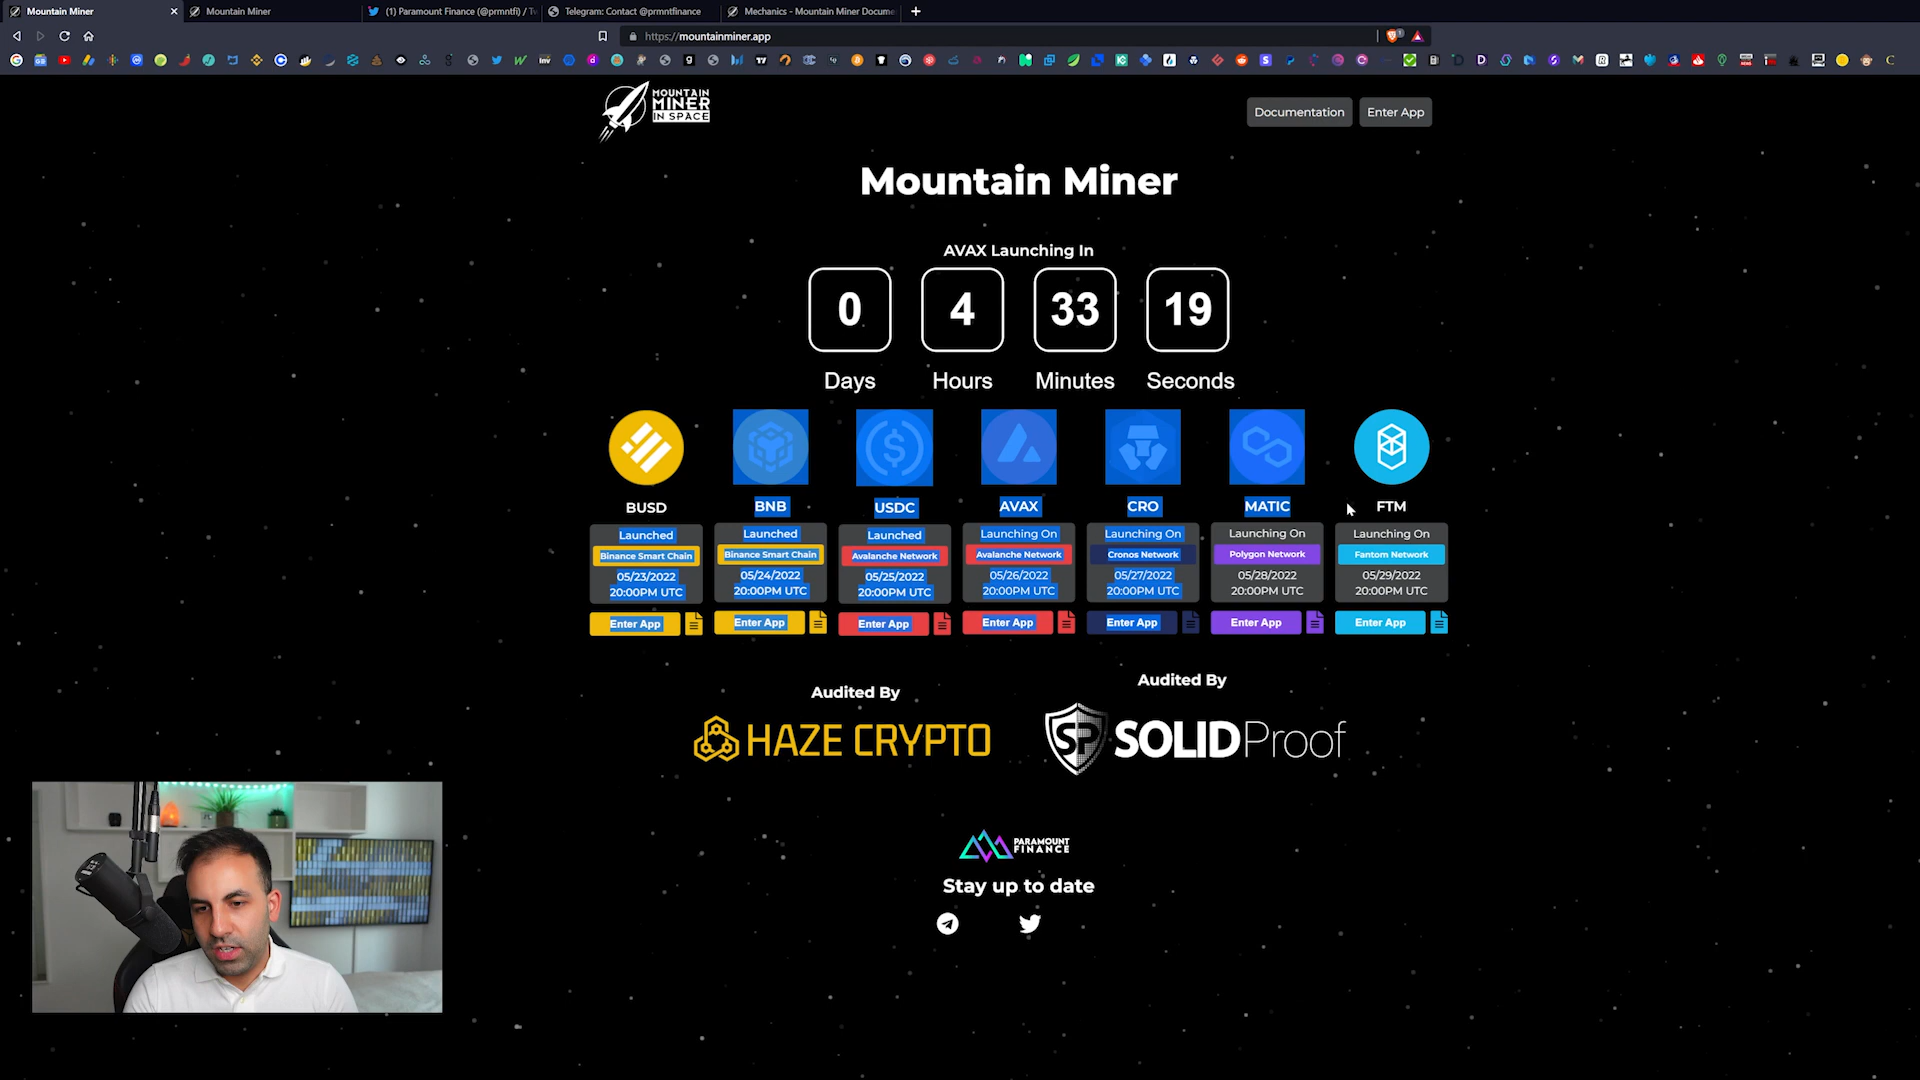 Mountain Miner
Mountain Miner
(1) Paramount Finance (@prmntfi) / Tw
Telegram: Contact @prmntfinance
Mechanics - Mountain Miner Docume
https://mountainminer.app
MOUNTAIN
MINER
IN SPACE
Documentation
Enter App
Mountain Miner
AVAX Launching In
0
4
33
19
Days
Hours
Minutes
Seconds
BUSD
BNB
USDC
AVAX
CRO
MATIC
FTM
Launched
Binance Smart Chain
05/23/2022
20:00PM UTC
Enter App
Launched
Binance Smart Chain
05/24/2022
20:00PM UTC
Enter App
Launched
Avalanche Network
05/25/2022
20:00PM UTC
Enter App
Launching On
Avalanche Network
05/26/2022
20:00PM UTC
Enter App
Launching On
Cronos Network
05/27/2022
20:00PM UTC
Enter App
Launching On
Polygon Network
05/28/2022
20:00PM UTC
Enter App
Launching On
Fantom Network
05/29/2022
20:00PM UTC
Enter App
Audited By
HAZE CRYPTO
Audited By
SP SOLIDProof
PARAMOUNT
FINANCE
Stay up to date